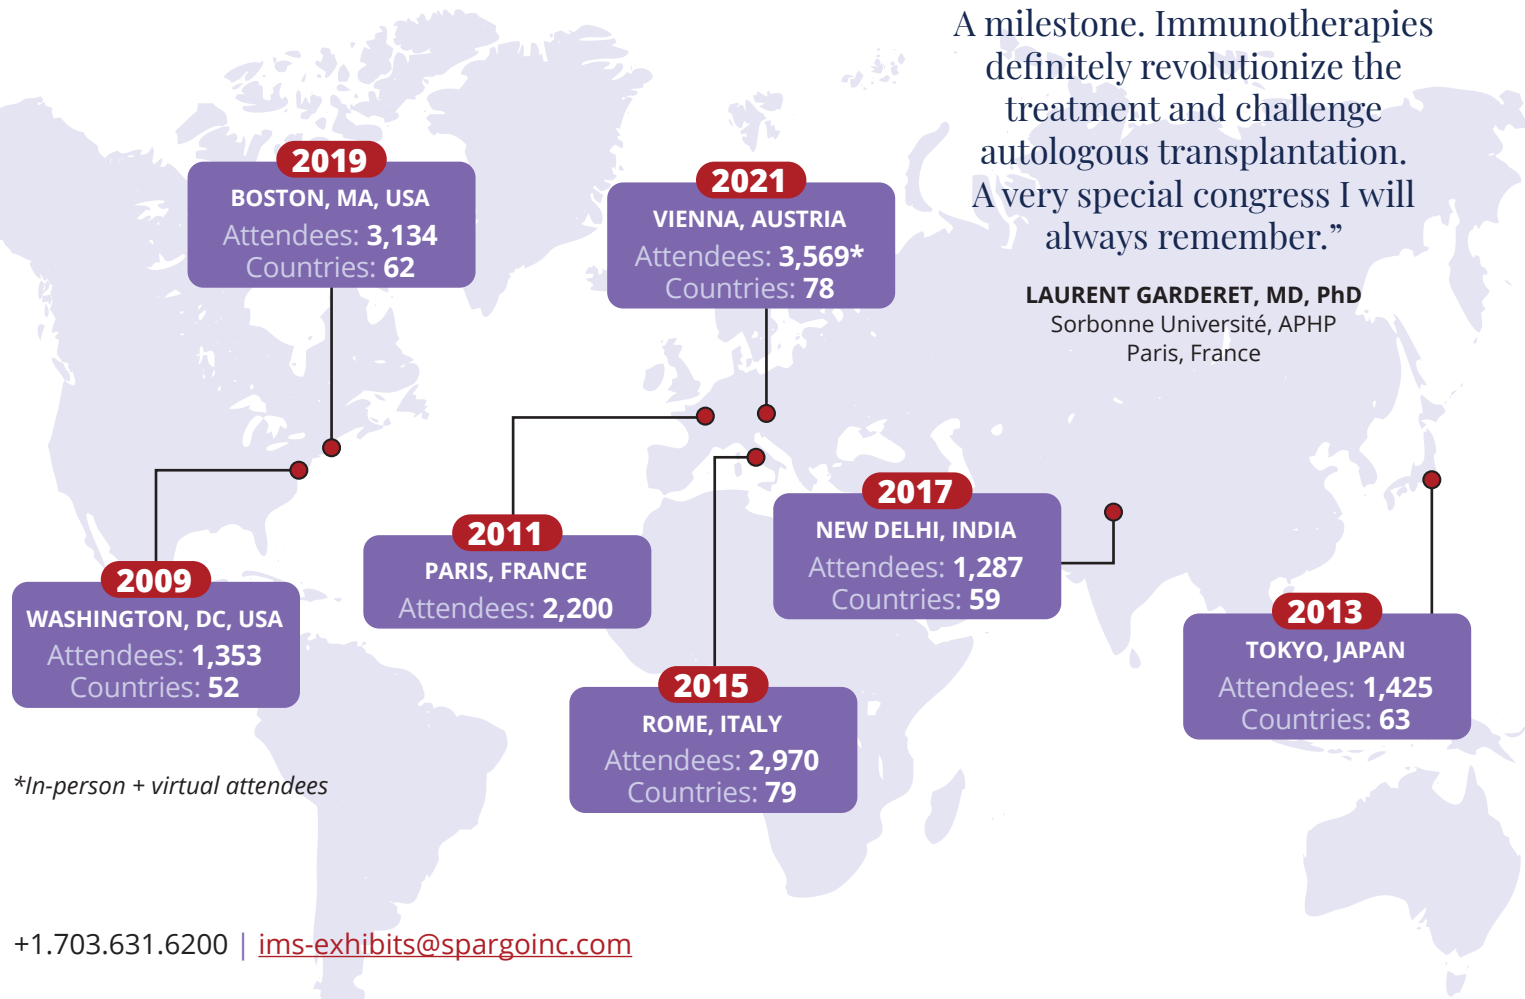 A milestone. Immunotherapies
definitely revolutionize the
treatment and challenge
autologous transplantation.
A very special congress I will
always remember.”
LAURENT GARDERET, MD, PhD
Sorbonne Université, APHP
Paris, France
2019
BOSTON, MA, USA
Attendees: 3,134
Countries: 62
2021
VIENNA, AUSTRIA
Attendees: 3,569*
Countries: 78
2017
NEW DELHI, INDIA
Attendees: 1,287
Countries: 59
2011
PARIS, FRANCE
Attendees: 2,200
2009
WASHINGTON, DC, USA
Attendees: 1,353
Countries: 52
2013
TOKYO, JAPAN
Attendees: 1,425
Countries: 63
2015
ROME, ITALY
Attendees: 2,970
Countries: 79
*In-person + virtual attendees
+1.703.631.6200 | ims-exhibits@spargoinc.com